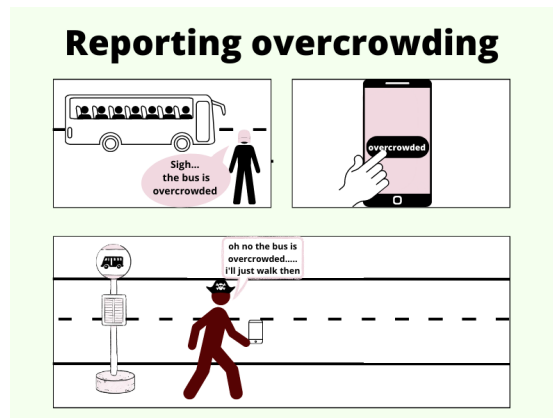 Reporting overcrowding
Sigh...
the bus is
overcrowded
overcrowded
oh no the bus is
overcrowded.....
i'll just walk then